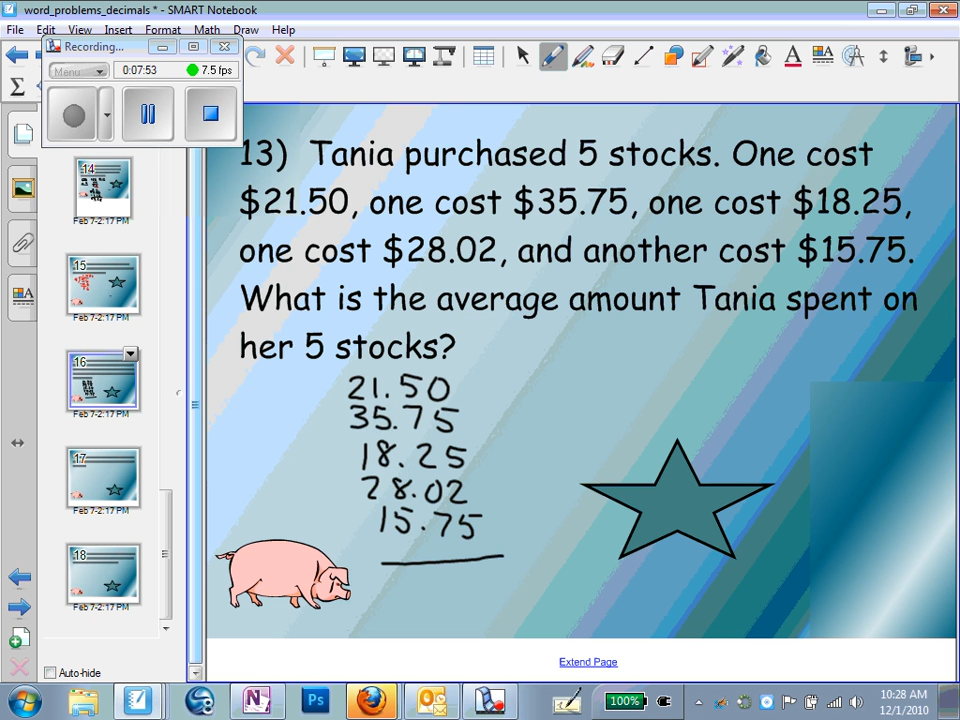 word_problems_decimals * - SMART Notebook
File Edit View Insert Format Math Draw Help
Recording...
Menu 0:07:53 7.5 fps
14
Feb 7-2:17 PM
15
Feb 7-2:17 PM
16
Feb 7-2:17 PM
17
Feb 7-2:17 PM
18
Feb 7-2:17 PM
Auto-hide
13) Tania purchased 5 stocks. One cost
$21.50, one cost $35.75, one cost $18.25,
one cost $28.02, and another cost $15.75.
What is the average amount Tania spent on
her 5 stocks?
21.50
35.75
18.25
28.02
15.75
Extend Page
Ps
100%
10:28 AM
12/1/2010